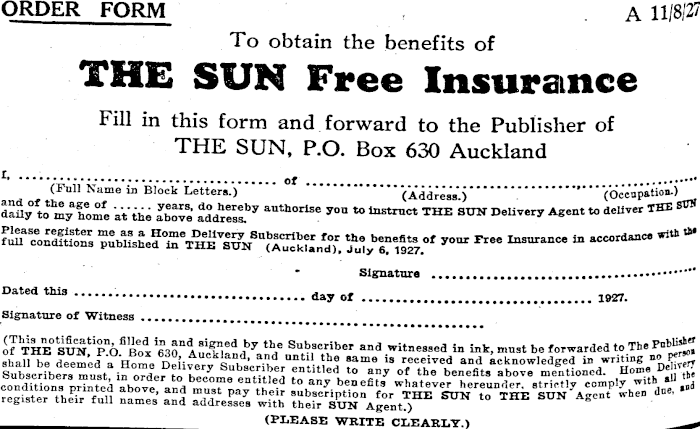 ORDER FORM
A 11/8/27
To obtain the benefits of
THE SUN Free Insurance
Fill in this form and forward to the Publisher of
THE SUN, P.O. Box 630 Auckland
I, ........................................ of ............................................................
(Full Name in Block Letters.) (Address.) (Occupation.)
and of the age of ...... years, do hereby authorise you to instruct THE SUN Delivery Agent to deliver THE SUN
daily to my home at the above address.
Please register me as a Home Delivery Subscriber for the benefits of your Free Insurance in accordance with the
full conditions published in THE SUN (Auckland), July 6, 1927.
Signature ........................................
Dated this .................................. day of .................................. 1927.
Signature of Witness ..................................................
(This notification, filled in and signed by the Subscriber and witnessed in ink, must be forwarded to The Publisher
of THE SUN, P.O. Box 630, Auckland, and until the same is received and acknowledged in writing no person
shall be deemed a Home Delivery Subscriber entitled to any of the benefits above mentioned. Home Delivery
Subscribers must, in order to become entitled to any benefits whatever hereunder, strictly comply with all the
conditions printed above, and must pay their subscription for THE SUN to THE SUN Agent when due, and
register their full names and addresses with their SUN Agent.)
(PLEASE WRITE CLEARLY.)